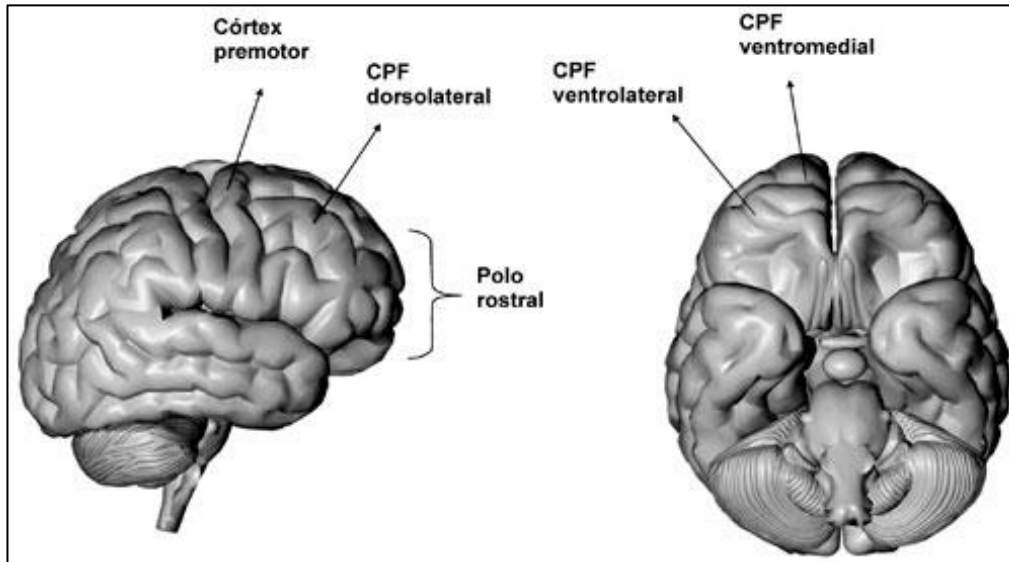 Córtex
premotor
CPF
dorsolateral
Polo
rostral
CPF
ventrolateral
CPF
ventromedial